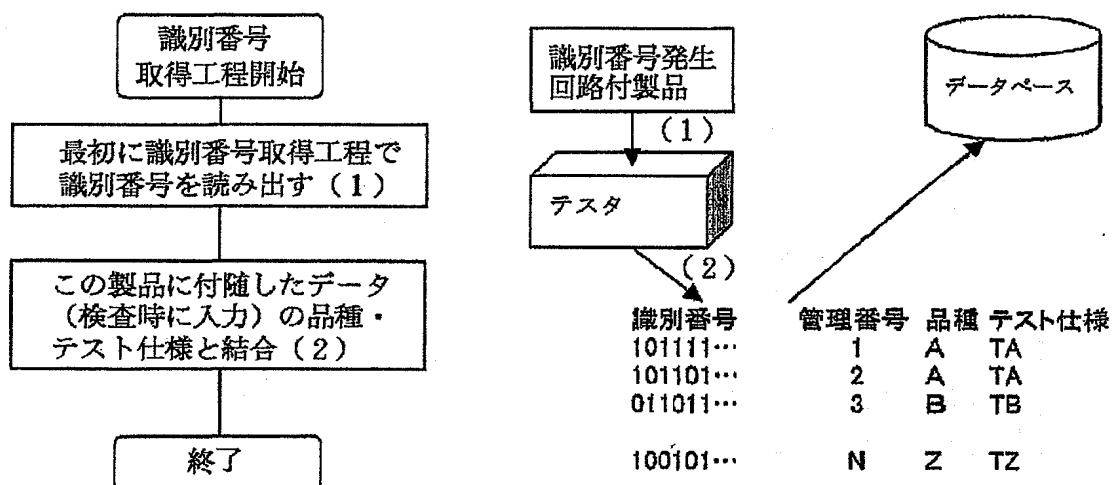 識別番号
取得工程開始
最初に識別番号取得工程で
識別番号を読み出す(1)
この製品に付随したデータ
(検査時に入力)の品種・
テスト仕様と結合(2)
終了
識別番号発生
回路付製品
(1)
テスタ
(2)
データベース
識別番号 管理番号 品種 テスト仕様
101111… 1 A TA
101101… 2 A TA
011011… 3 B TB
100101… N Z TZ